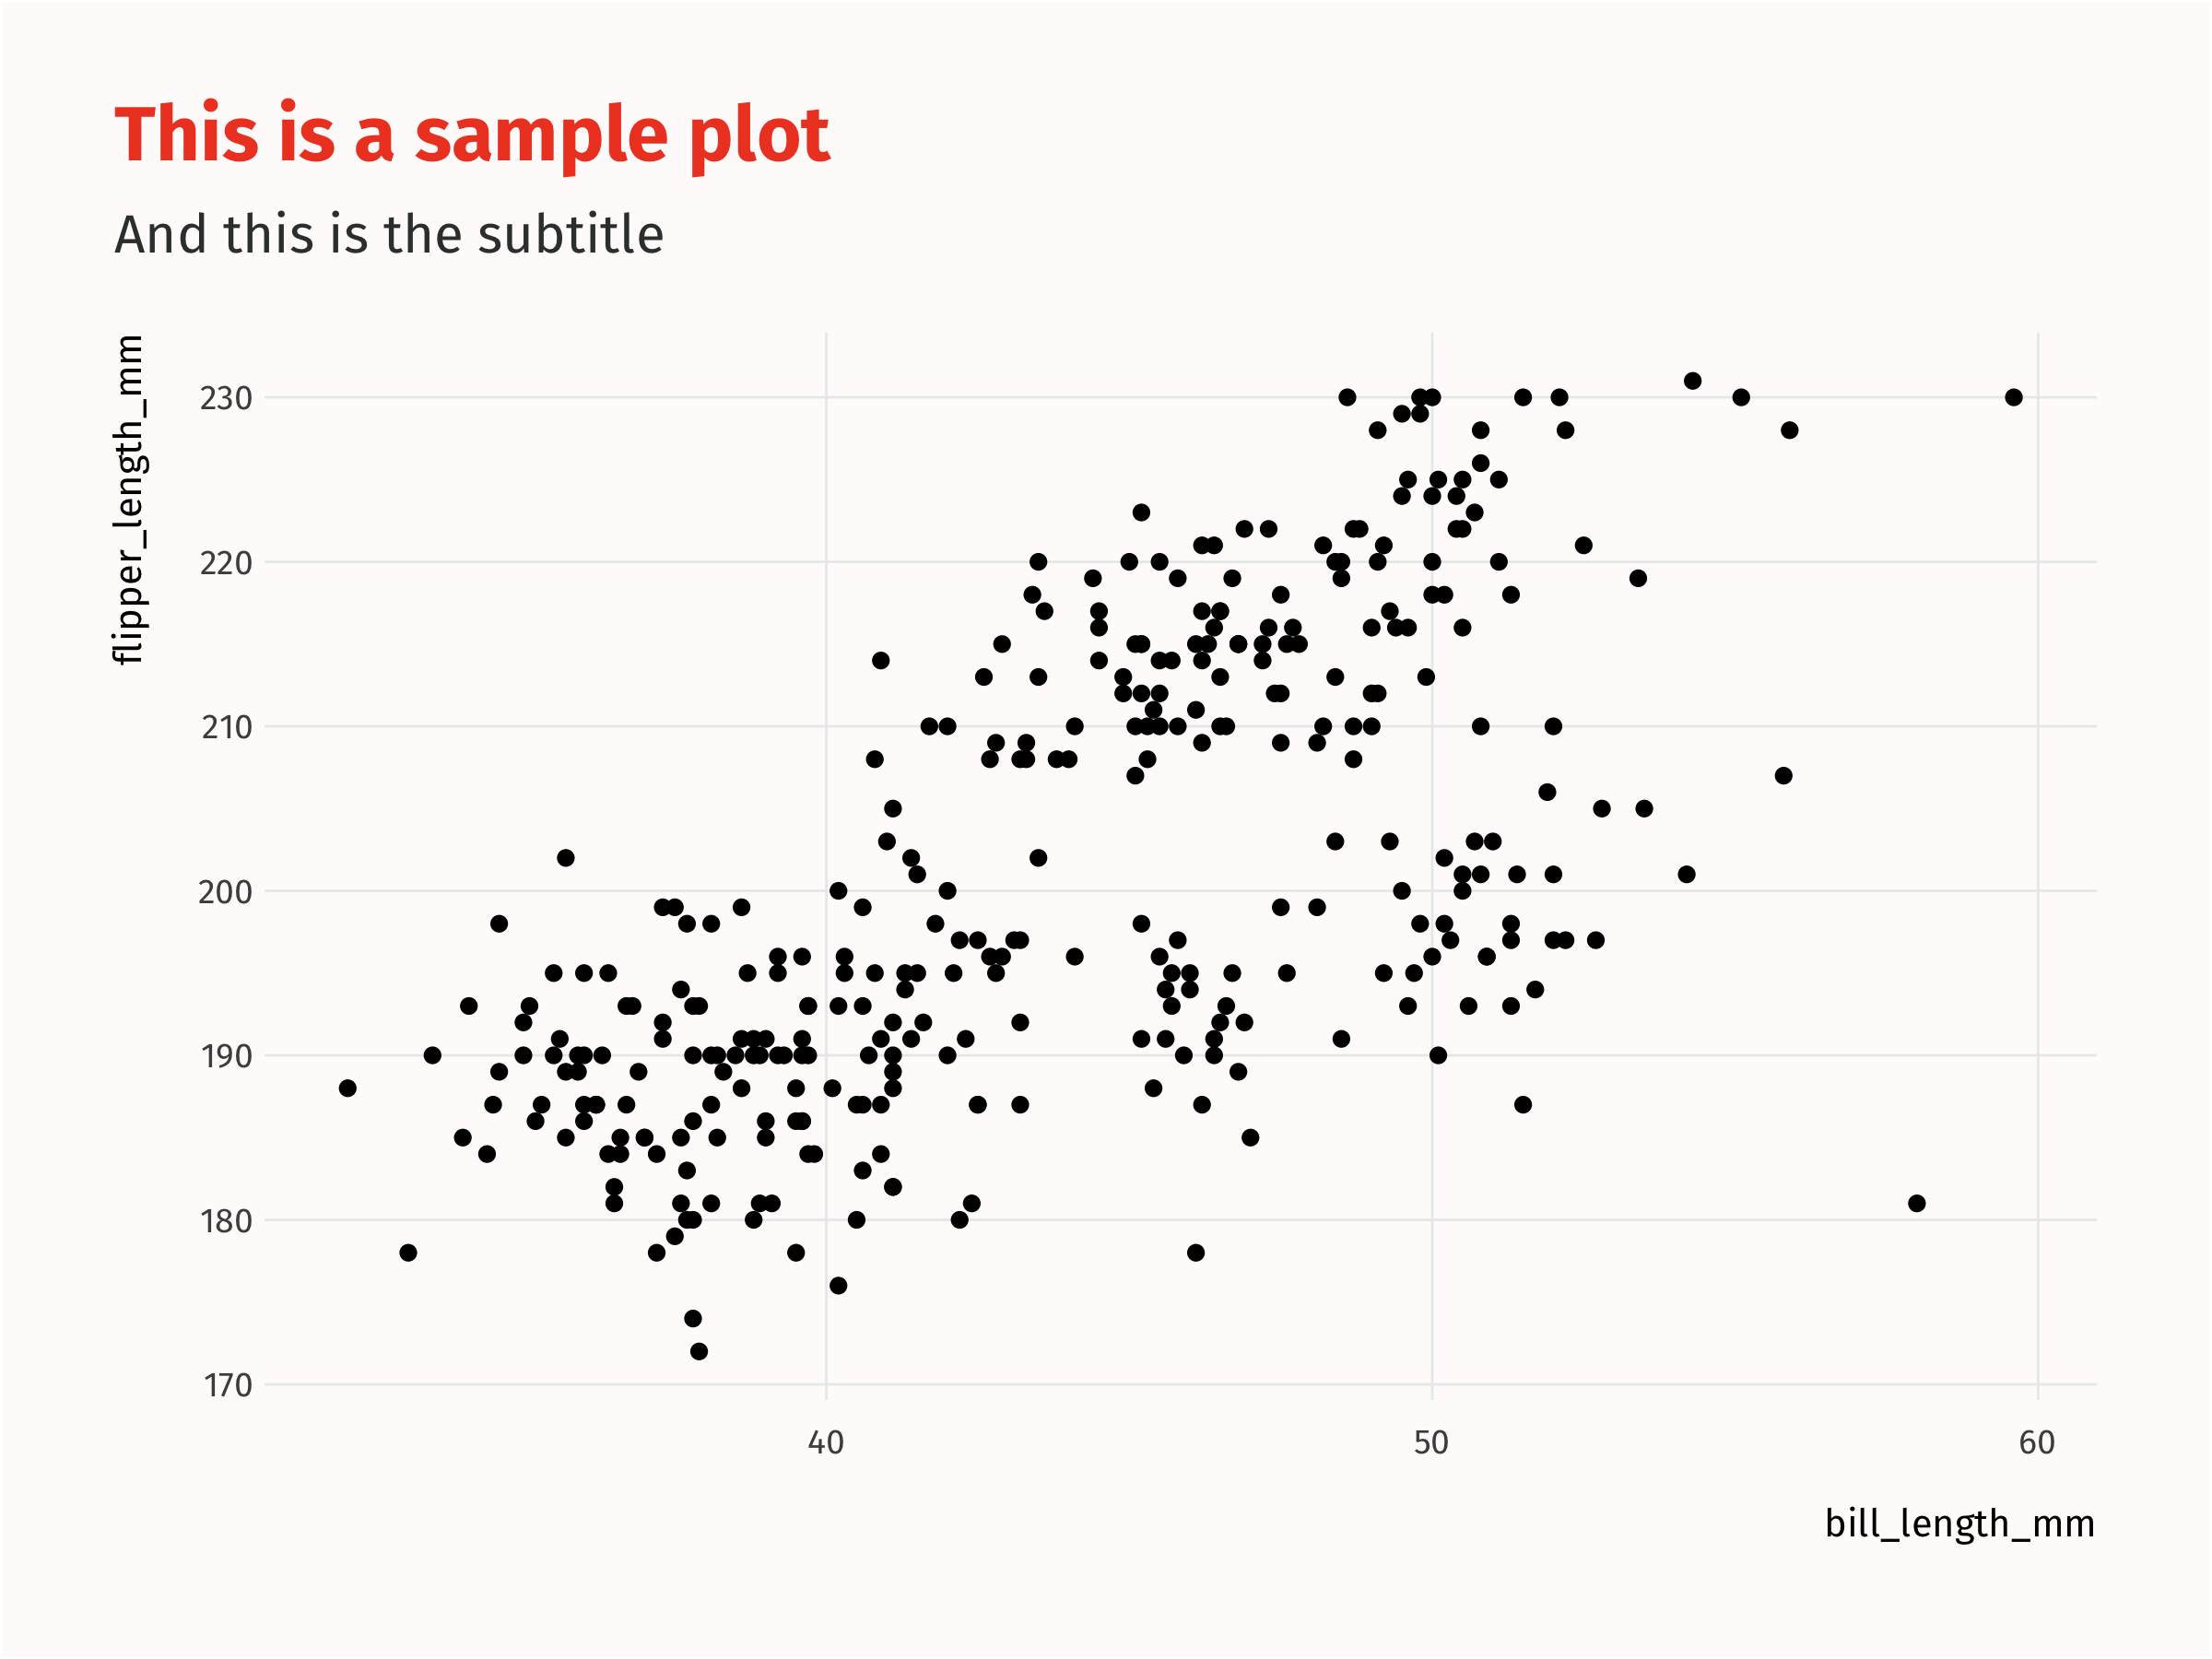 This is a sample plot
And this is the subtitle
flipper_length_mm
230
220
210
200
190
180
170
40
50
60
bill_length_mm